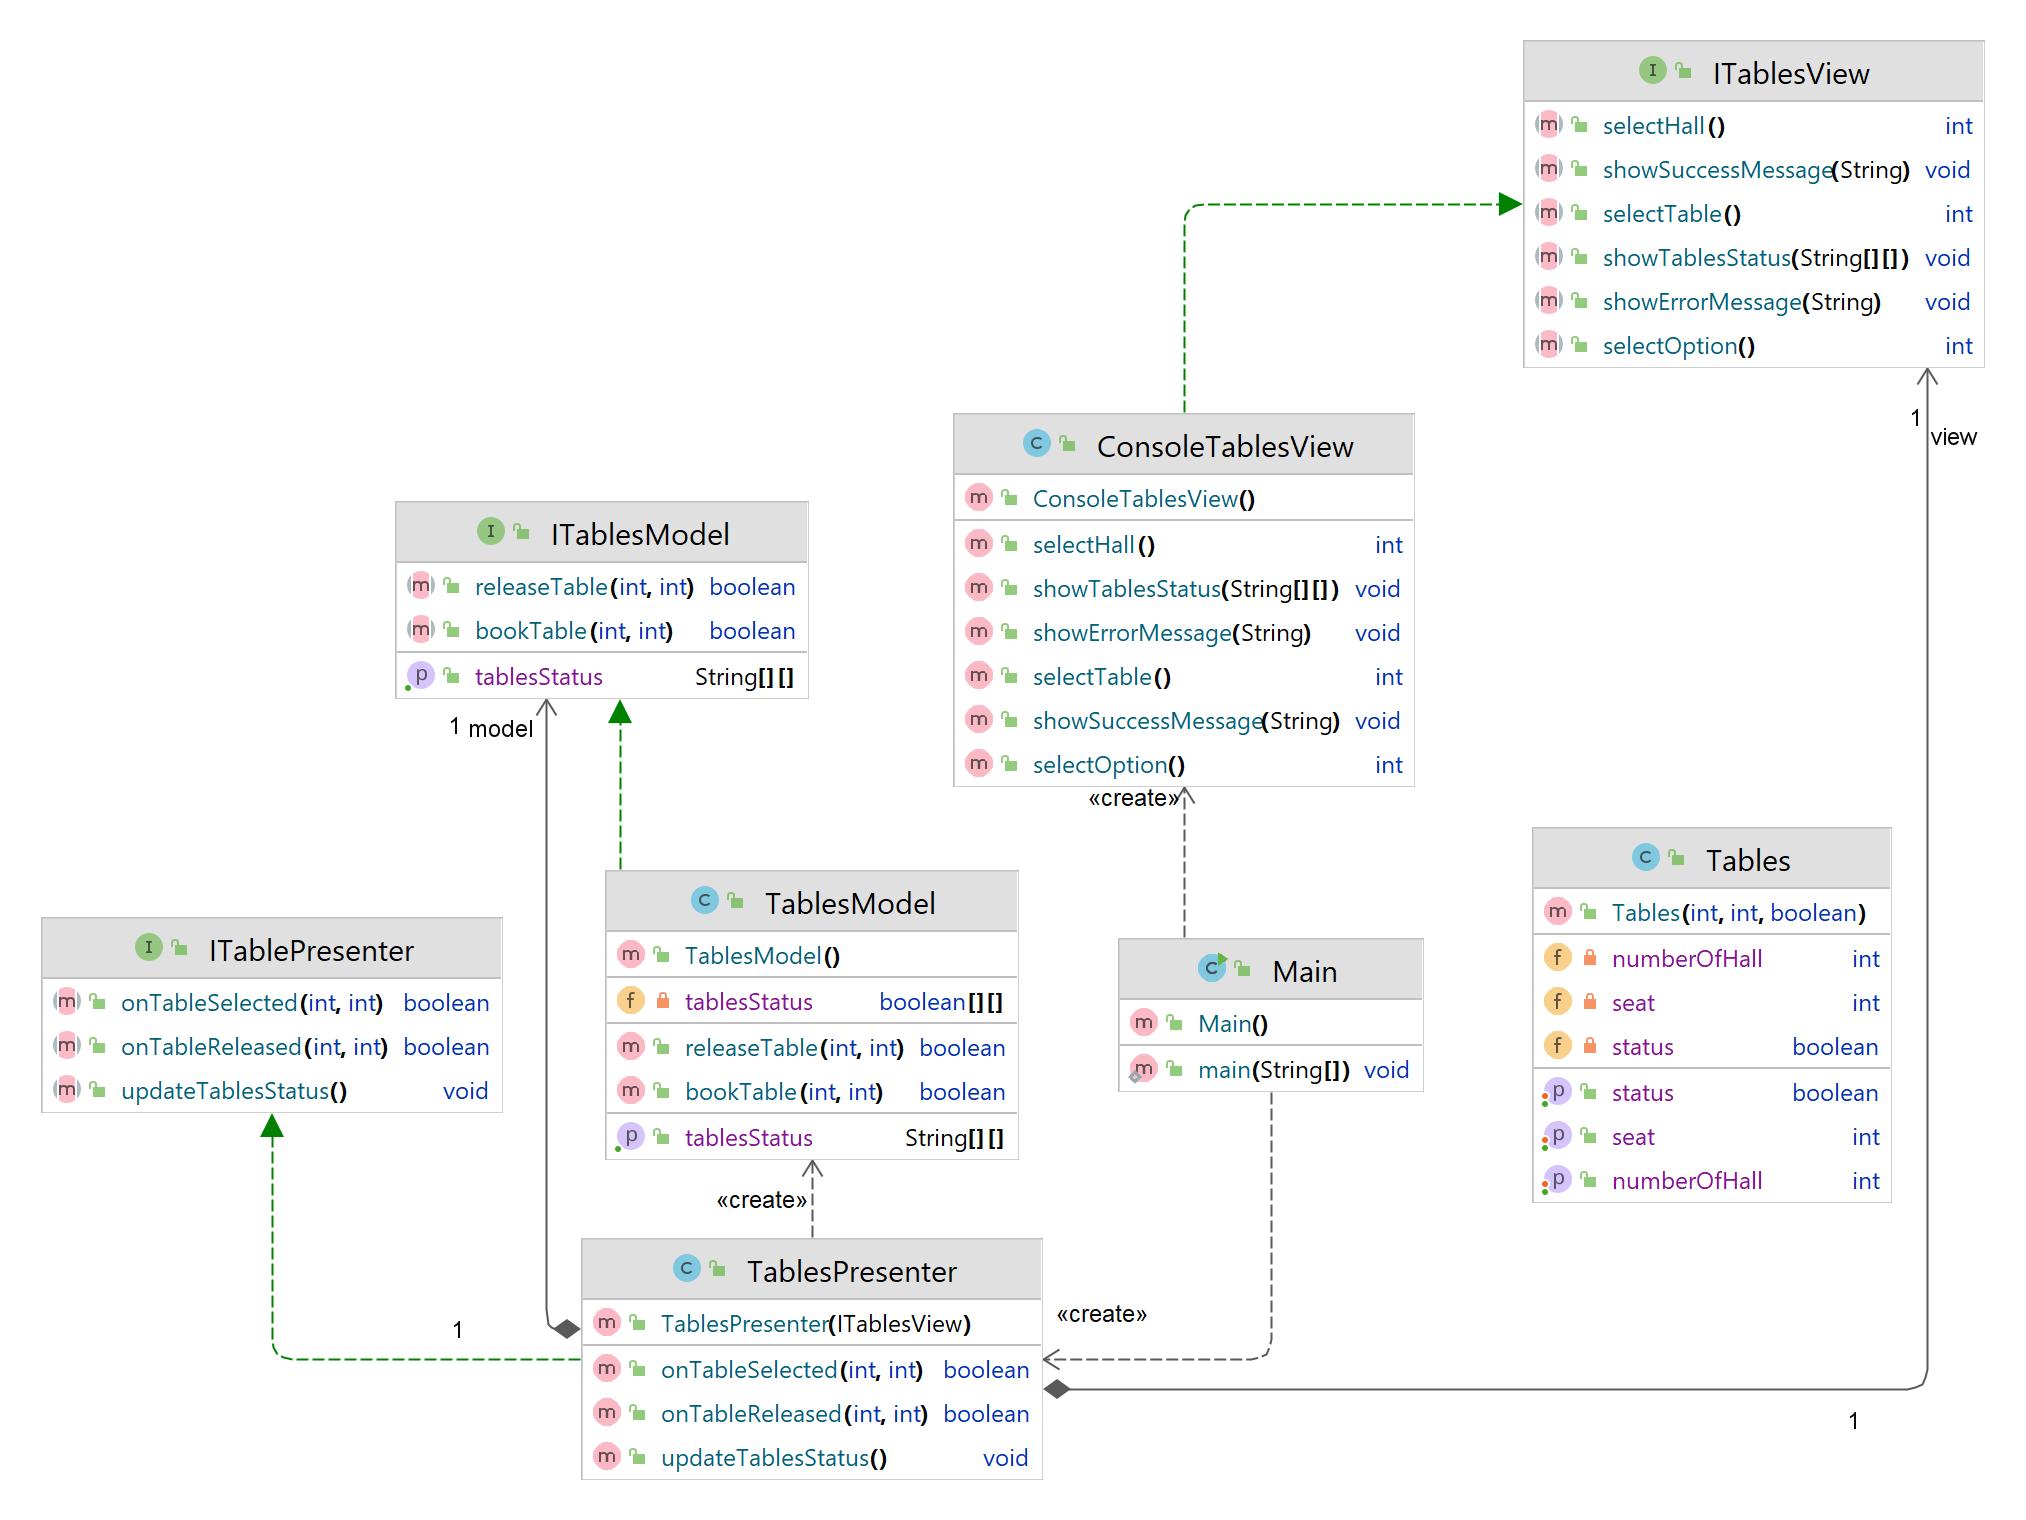 I ITablesView
m selectHall() int
m showSuccessMessage(String) void
m selectTable() int
m showTablesStatus(String[][]) void
m showErrorMessage(String) void
m selectOption() int
1
view
C ConsoleTablesView
m ConsoleTablesView()
m selectHall() int
m showTablesStatus(String[][]) void
m showErrorMessage(String) void
m selectTable() int
m showSuccessMessage(String) void
m selectOption() int
«create»
I ITablesModel
m releaseTable(int, int) boolean
m bookTable(int, int) boolean
p tablesStatus String[][]
1 model
C Tables
m Tables(int, int, boolean)
f numberOfHall int
f seat int
f status boolean
p status boolean
p seat int
p numberOfHall int
C TablesModel
m TablesModel()
f tablesStatus boolean[][]
m releaseTable(int, int) boolean
m bookTable(int, int) boolean
p tablesStatus String[][]
«create»
I ITablePresenter
m onTableSelected(int, int) boolean
m onTableReleased(int, int) boolean
m updateTablesStatus() void
C Main
m Main()
m main(String[]) void
«create»
C TablesPresenter
m TablesPresenter(ITablesView)
m onTableSelected(int, int) boolean
m onTableReleased(int, int) boolean
m updateTablesStatus() void
1
1